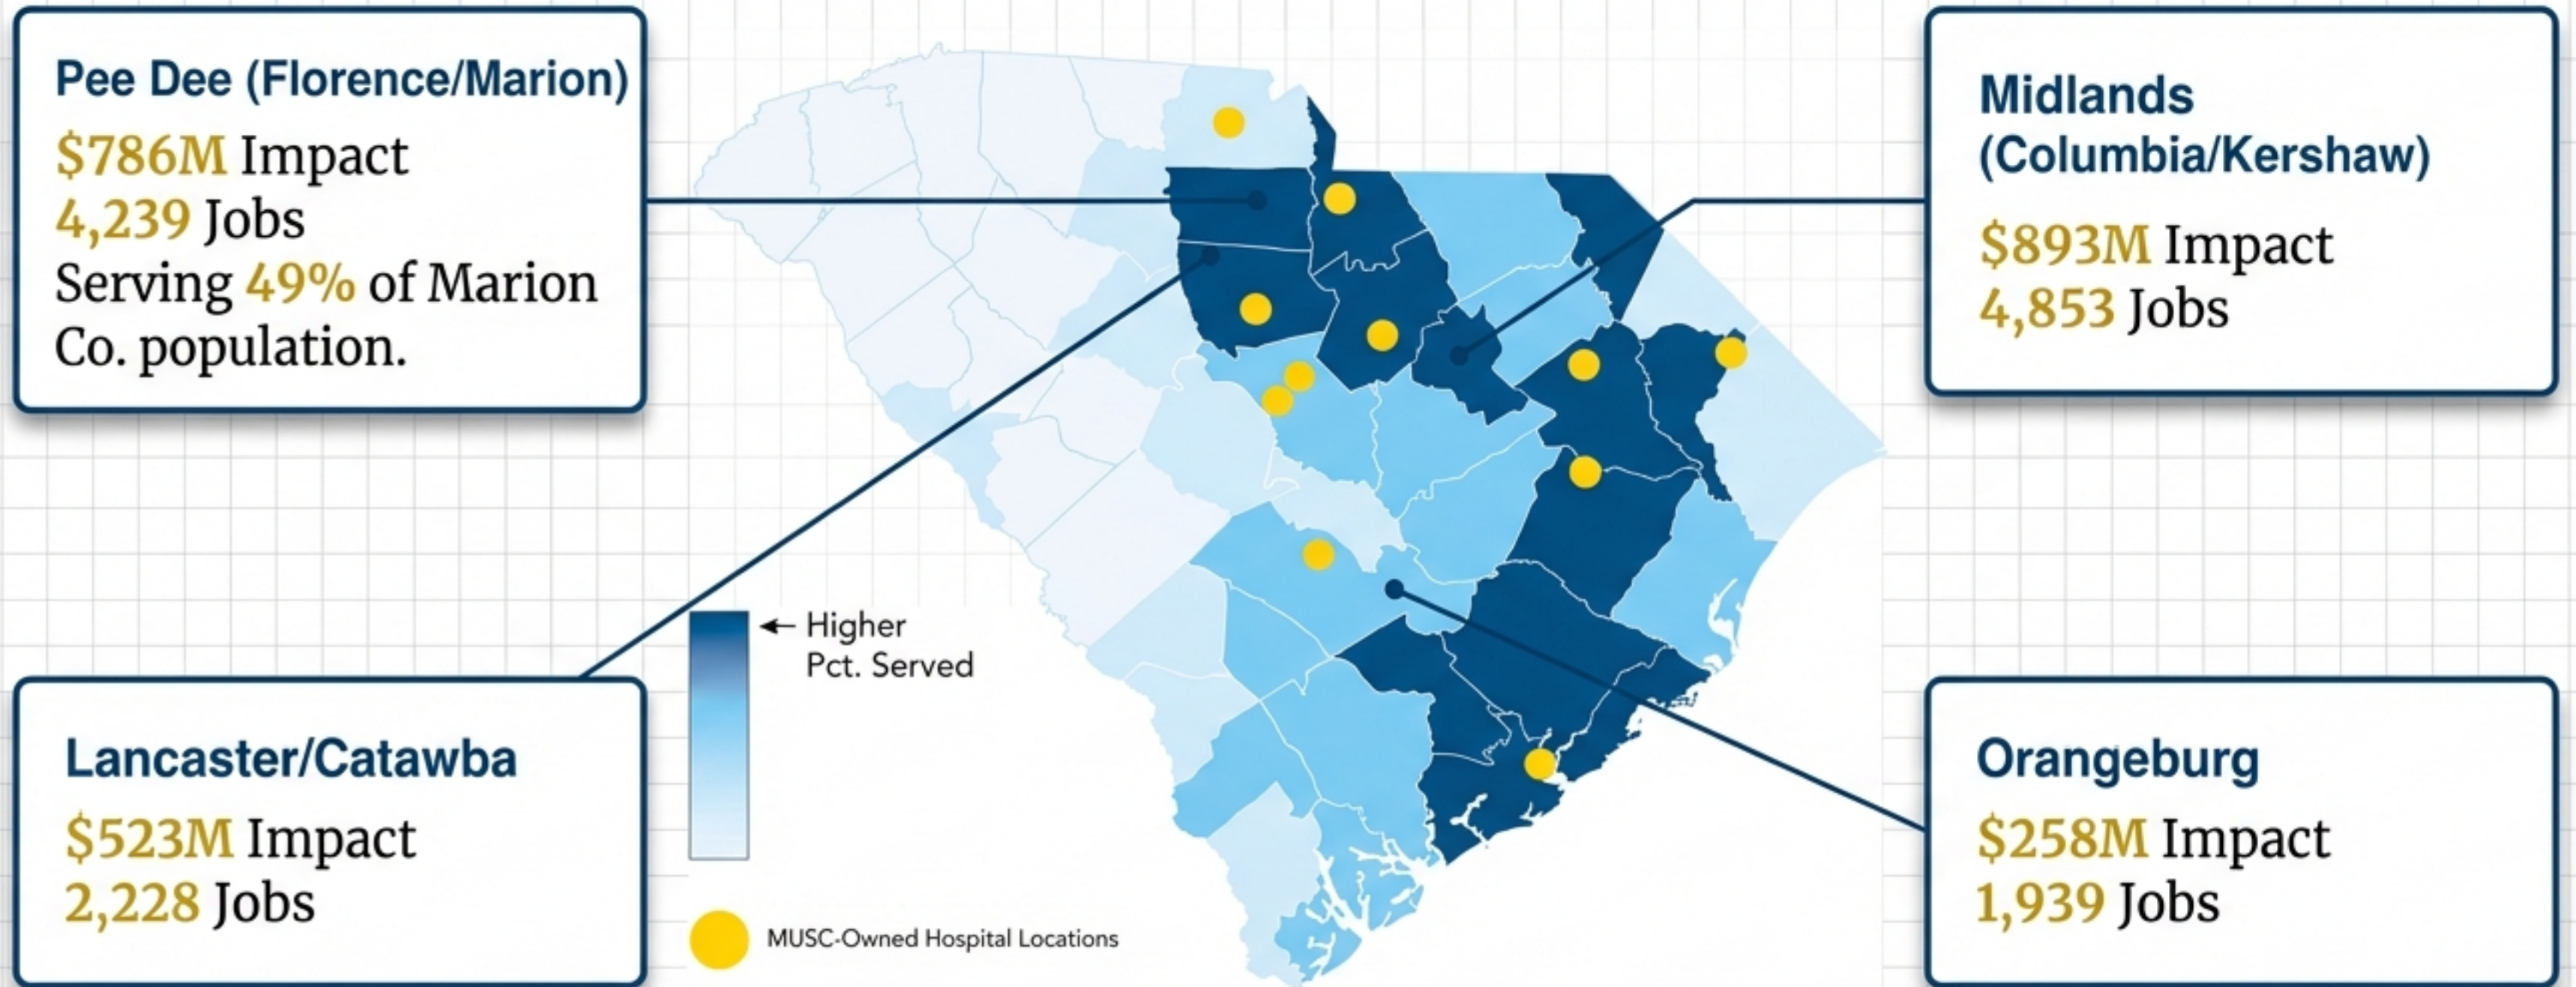 Pee Dee (Florence/Marion)
$786M Impact
4,239 Jobs
Serving 49% of Marion
Co. population.
Midlands
(Columbia/Kershaw)
$893M Impact
4,853 Jobs
Higher
Pct. Served
MUSC-Owned Hospital Locations
Lancaster/Catawba
$523M Impact
2,228 Jobs
Orangeburg
$258M Impact
1,939 Jobs